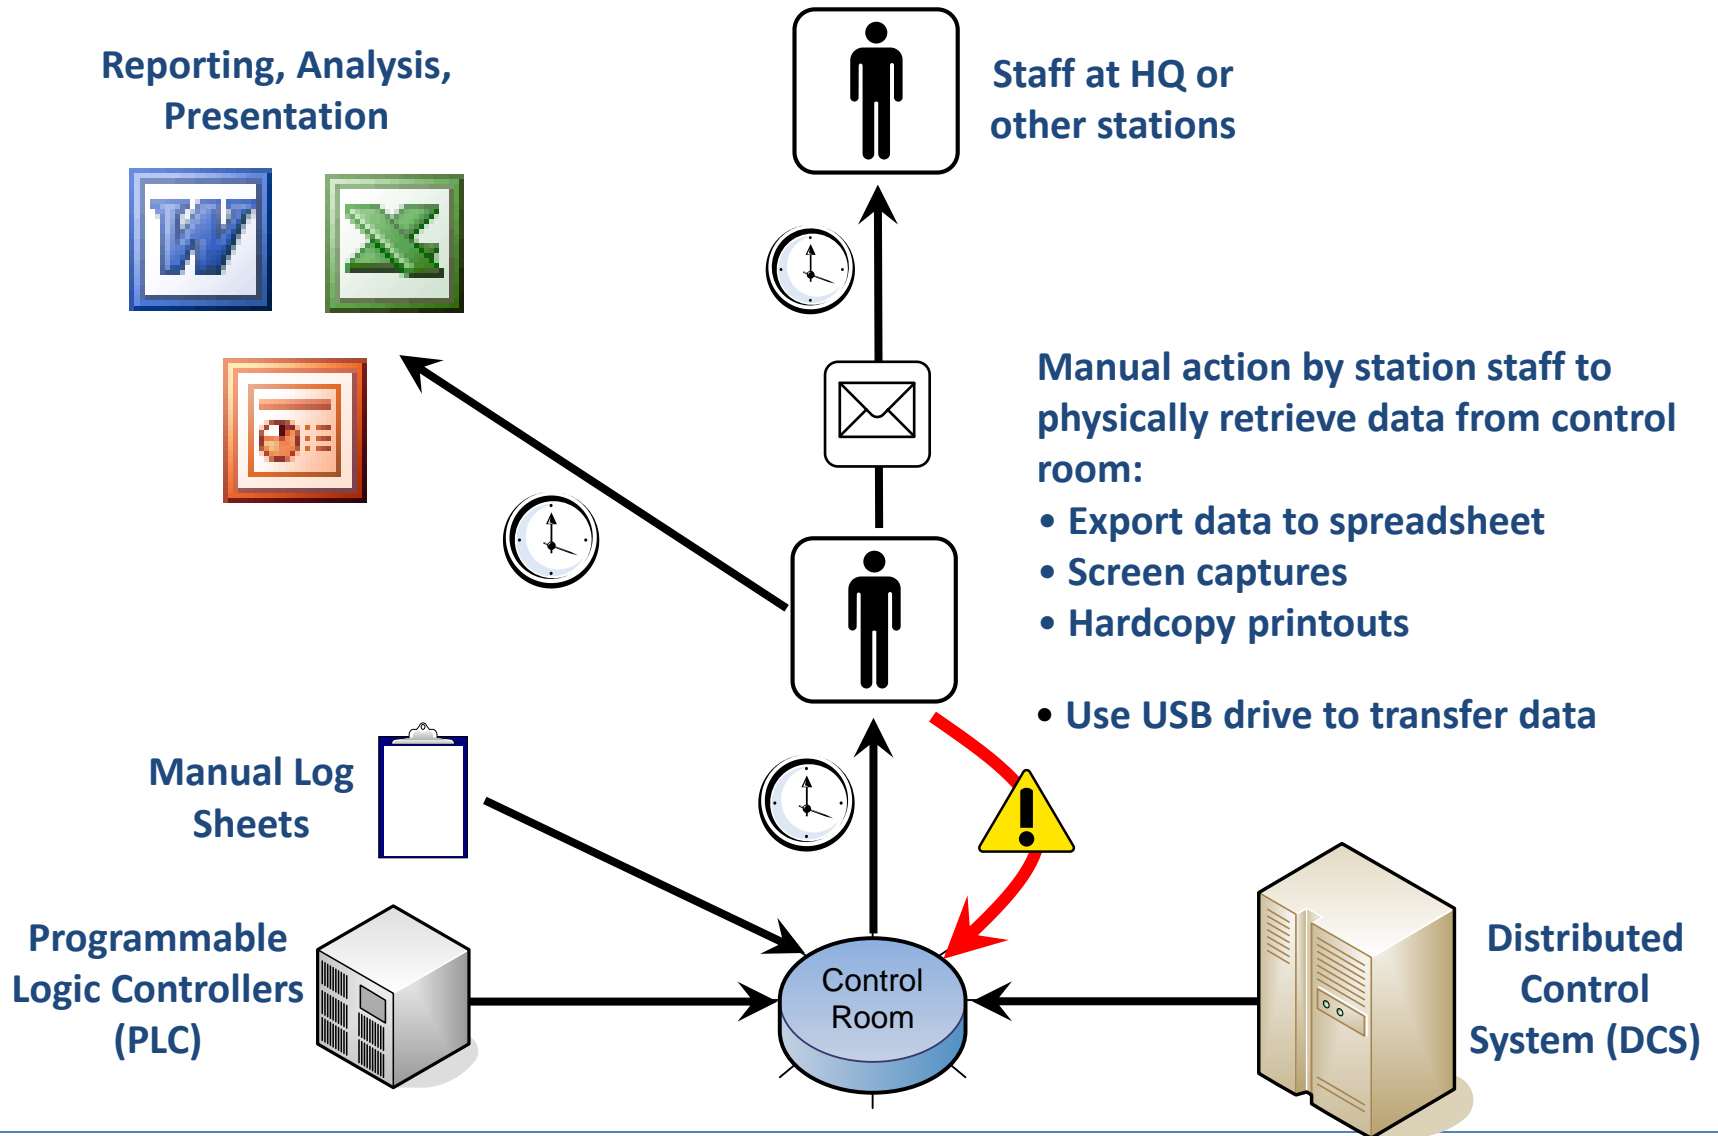 Reporting, Analysis,
Presentation
Staff at HQ or
other stations
W
X
Manual action by station staff to
physically retrieve data from control
room:
• Export data to spreadsheet
• Screen captures
• Hardcopy printouts
• Use USB drive to transfer data
Manual Log
Sheets
Programmable
Logic Controllers
(PLC)
Control
Room
Distributed
Control
System (DCS)